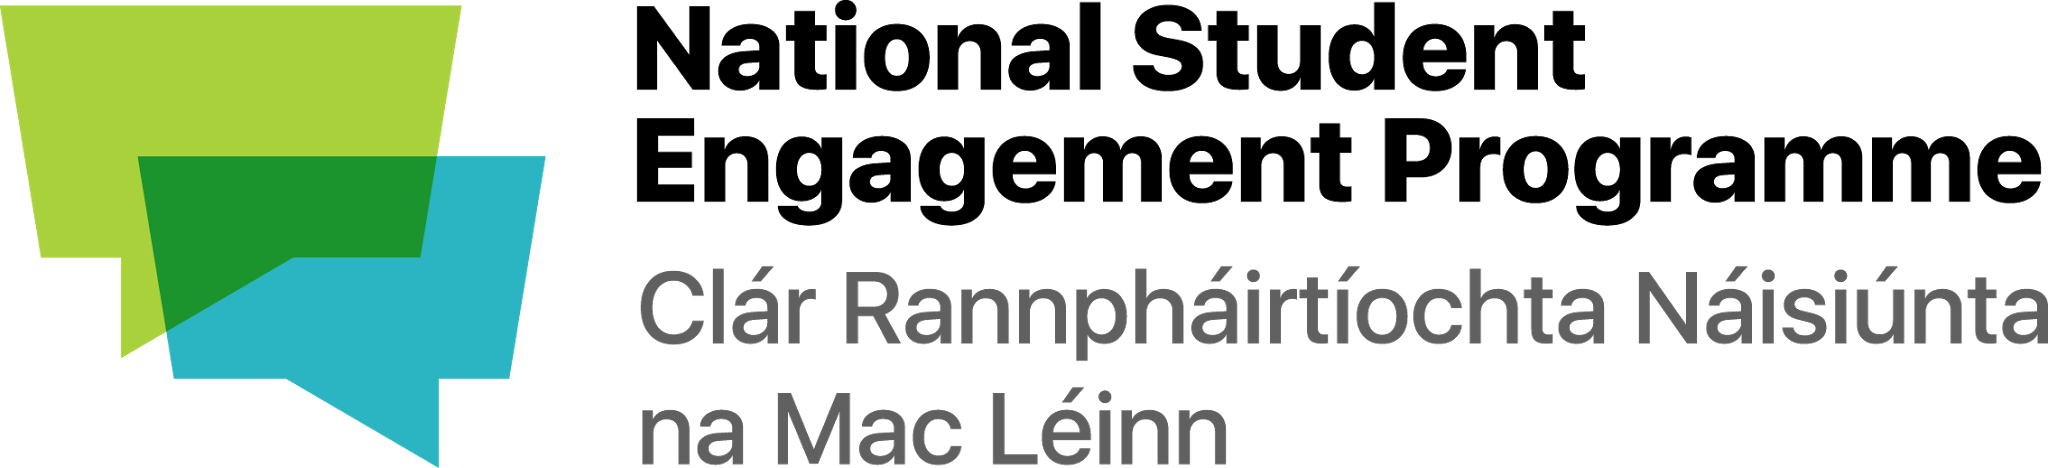 National Student
Engagement Programme
Clár Rannpháirtíochta Náisiúnta
na Mac Léinn